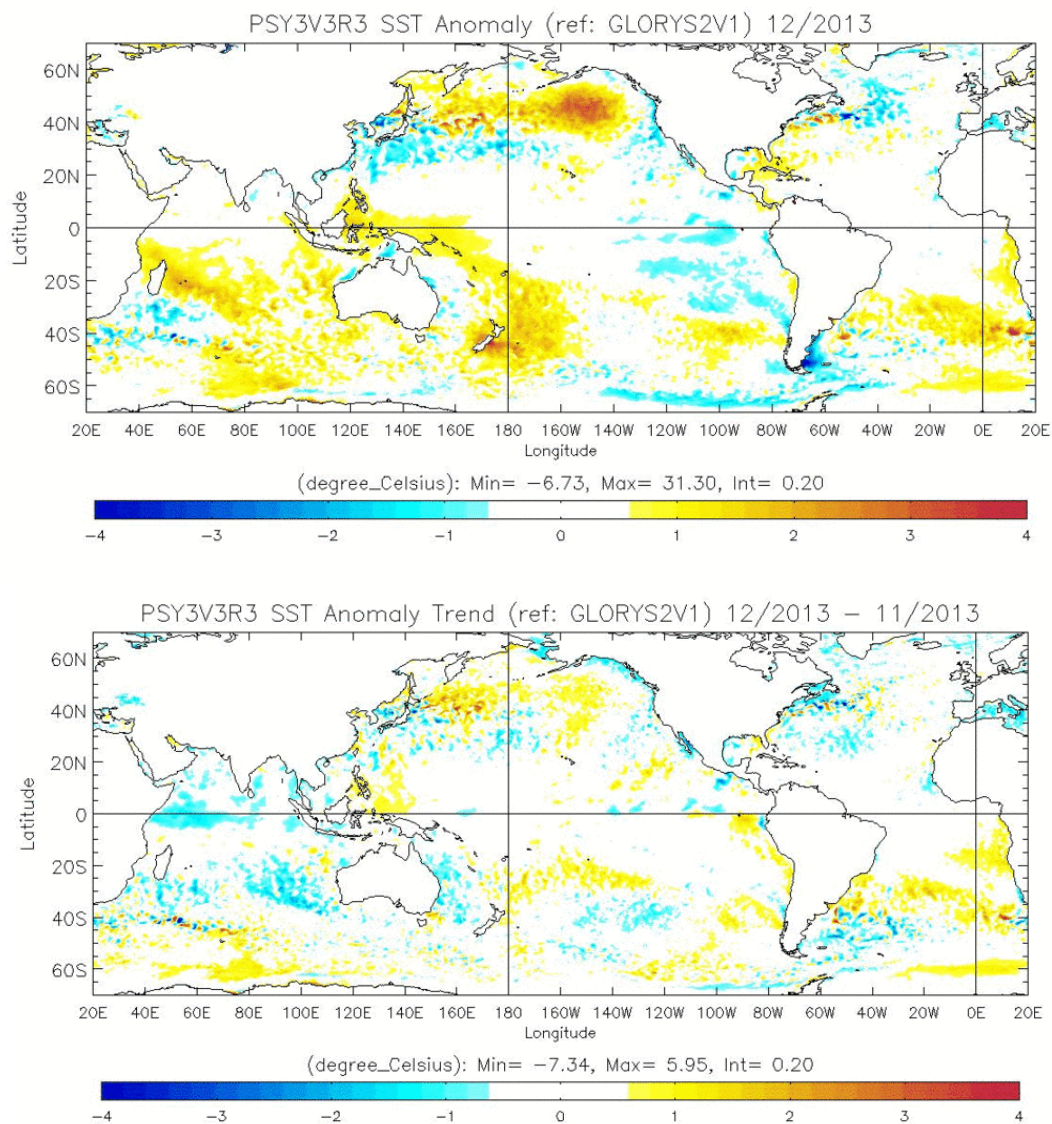 PSY3V3R3 SST Anomaly (ref: GLORYS2V1) 12/2013
60N
40N
20N
0
20S
40S
60S
Latitude
20E 40E 60E 80E 100E 120E 140E 160E 180 160W 140W 120W 100W 80W 60W 40W 20W 0E 20E
Longitude
(degree_Celsius): Min= −6.73, Max= 31.30, Int= 0.20
−4 −3 −2 −1 0 1 2 3 4
PSY3V3R3 SST Anomaly Trend (ref: GLORYS2V1) 12/2013 − 11/2013
60N
40N
20N
0
20S
40S
60S
Latitude
20E 40E 60E 80E 100E 120E 140E 160E 180 160W 140W 120W 100W 80W 60W 40W 20W 0E 20E
Longitude
(degree_Celsius): Min= −7.34, Max= 5.95, Int= 0.20
−4 −3 −2 −1 0 1 2 3 4